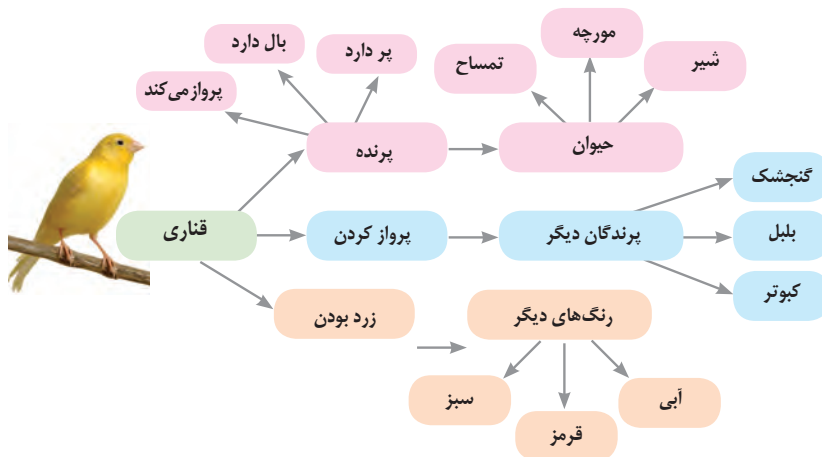 بال دارد
پر دارد
پرواز می‌کند
تمساح
مورچه
شیر
پرنده
حیوان
قناری
پرواز کردن
پرندگان دیگر
گنجشک
بلبل
کبوتر
زرد بودن
رنگ‌های دیگر
سبز
قرمز
آبی